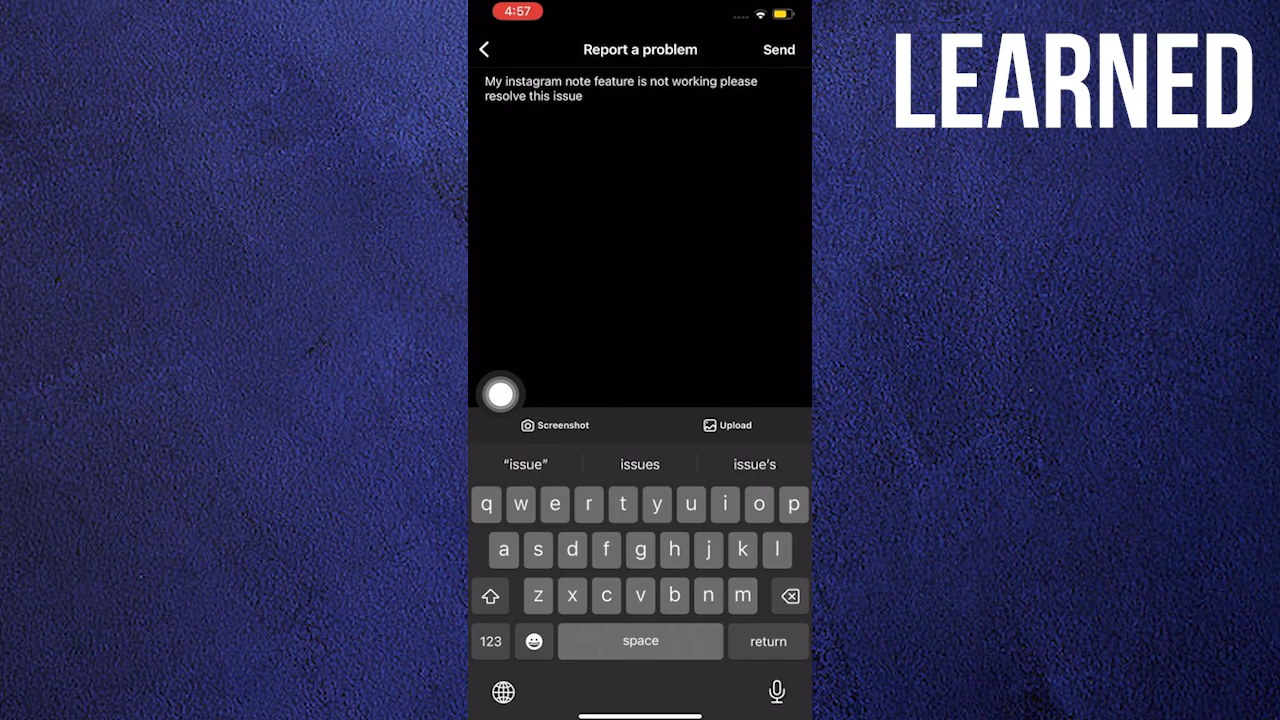 4:57
LEARNED
Report a problem
Send
My instagram note feature is not working please
resolve this issue
Screenshot
Upload
“issue”
issues
issue's
q w e r t y u i o p
a s d f g h j k l
z x c v b n m
123
space
return